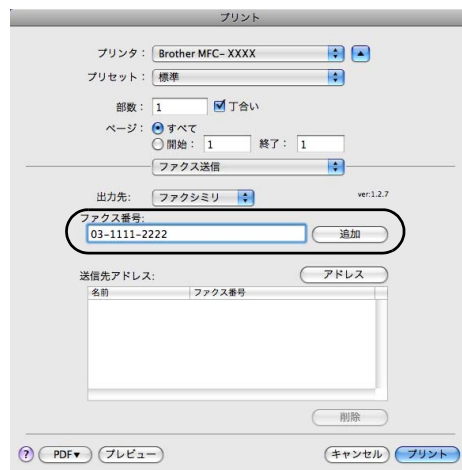 プリント
プリンタ： Brother MFC- XXXX
プリセット： 標準
部数： 1 丁合い
ページ： すべて
開始： 1 終了： 1
ファクス送信
出力先: ファクシミリ ver:1.2.7
ファクス番号:
03-1111-2222 追加
送信先アドレス: アドレス
名前 ファクス番号
削除
? PDF▼ プレビュー キャンセル プリント